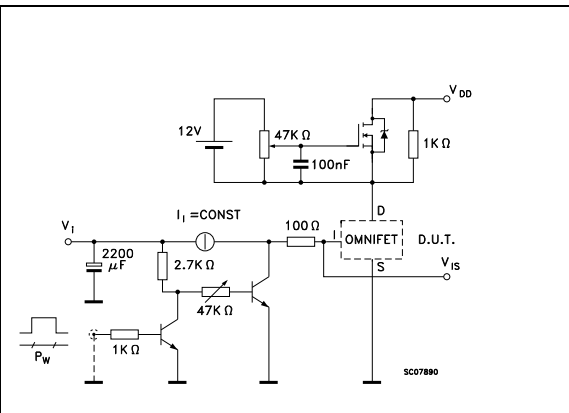 V DD
12V
47K Ω
1K Ω
100nF
I I =CONST
V I
100 Ω
D
I
OMNIFET
D.U.T.
2200
µF
2.7K Ω
S
V IS
47K Ω
1K Ω
P W
SC07890